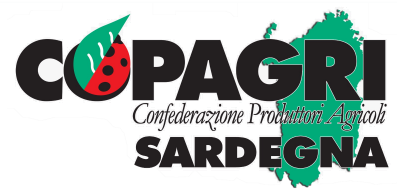 COPAGRI
Confederazione Produttori Agricoli
SARDEGNA